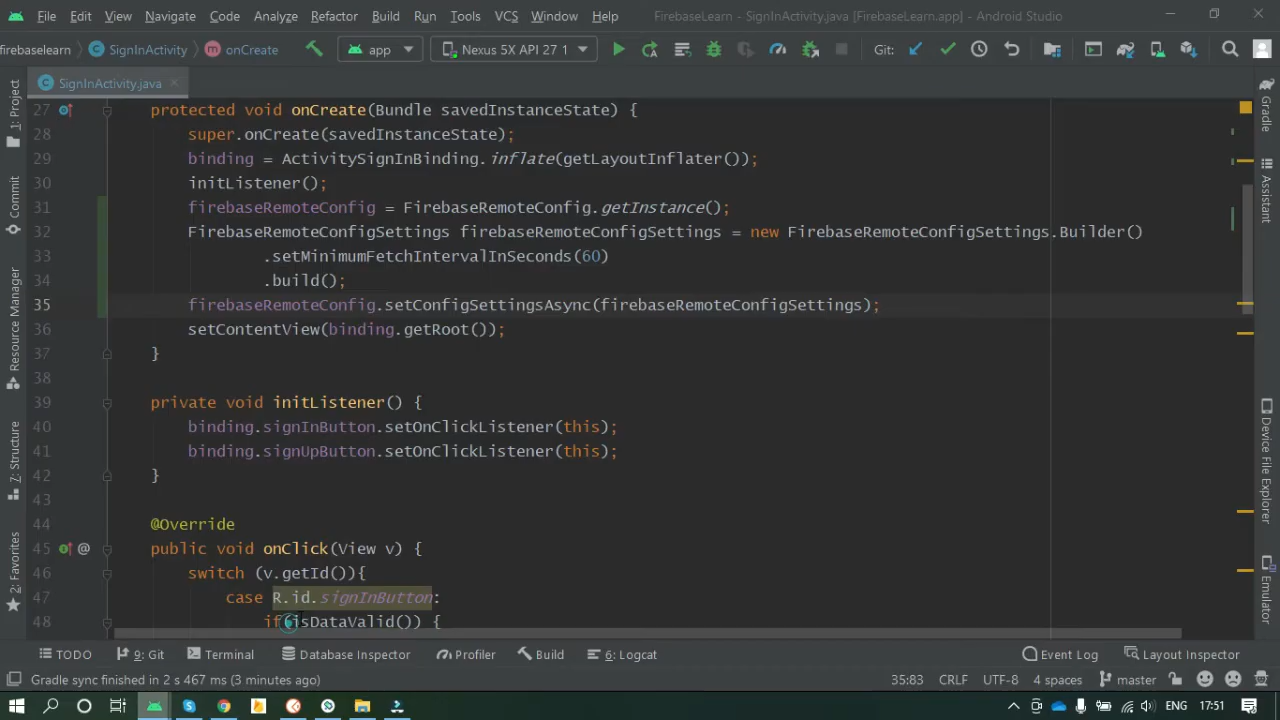 File Edit View Navigate Code Analyze Refactor Build Run Tools VCS Window Help FirebaseLearn - SignInActivity.java [FirebaseLearn.app] - Android Studio
firebaselearn SignInActivity onCreate app Nexus 5X API 27 1 Git:
SignInActivity.java
27 protected void onCreate(Bundle savedInstanceState) {
28 super.onCreate(savedInstanceState);
29 binding = ActivitySignInBinding.inflate(getLayoutInflater());
30 initListener();
31 firebaseRemoteConfig = FirebaseRemoteConfig.getInstance();
32 FirebaseRemoteConfigSettings firebaseRemoteConfigSettings = new FirebaseRemoteConfigSettings.Builder()
33 .setMinimumFetchIntervalInSeconds(60)
34 .build();
35 firebaseRemoteConfig.setConfigSettingsAsync(firebaseRemoteConfigSettings);
36 setContentView(binding.getRoot());
37 }
38
39 private void initListener() {
40 binding.signInButton.setOnClickListener(this);
41 binding.signUpButton.setOnClickListener(this);
42 }
43
44 @Override
45 @ public void onClick(View v) {
46 switch (v.getId()){
47 case R.id.signInButton:
48 if(isDataValid()) {
1: Project
Commit
Resource Manager
7: Structure
2: Favorites
Gradle
Assistant
Device File Explorer
Emulator
TODO 9: Git Terminal Database Inspector Profiler Build 6: Logcat Event Log Layout Inspector
Gradle sync finished in 2 s 467 ms (3 minutes ago) 35:83 CRLF UTF-8 4 spaces master
ENG 17:51